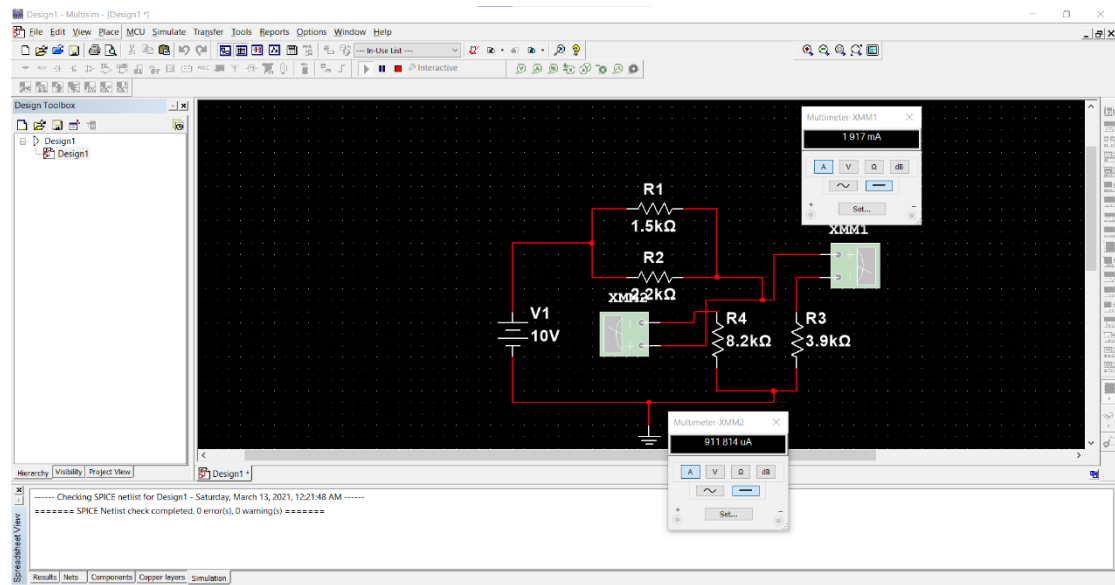 Design1 - Multisim - [Design1 *]
File Edit View Place MCU Simulate Transfer Tools Reports Options Window Help
--- In-Use List ---
Interactive
Design Toolbox
Design1
Design1
Multimeter-XMM1
1.917 mA
A V Ω dB
Set...
XMM1
R1
1.5kΩ
R2
2.2kΩ
XMM2
V1
10V
R4
8.2kΩ
R3
3.9kΩ
Multimeter-XMM2
911.814 uA
A V Ω dB
Set...
Hierarchy Visibility Project View
Design1 *
Spreadsheet View
------ Checking SPICE netlist for Design1 - Saturday, March 13, 2021, 12:21:48 AM ------
======= SPICE Netlist check completed, 0 error(s), 0 warning(s) =======
Results Nets Components Copper layers Simulation